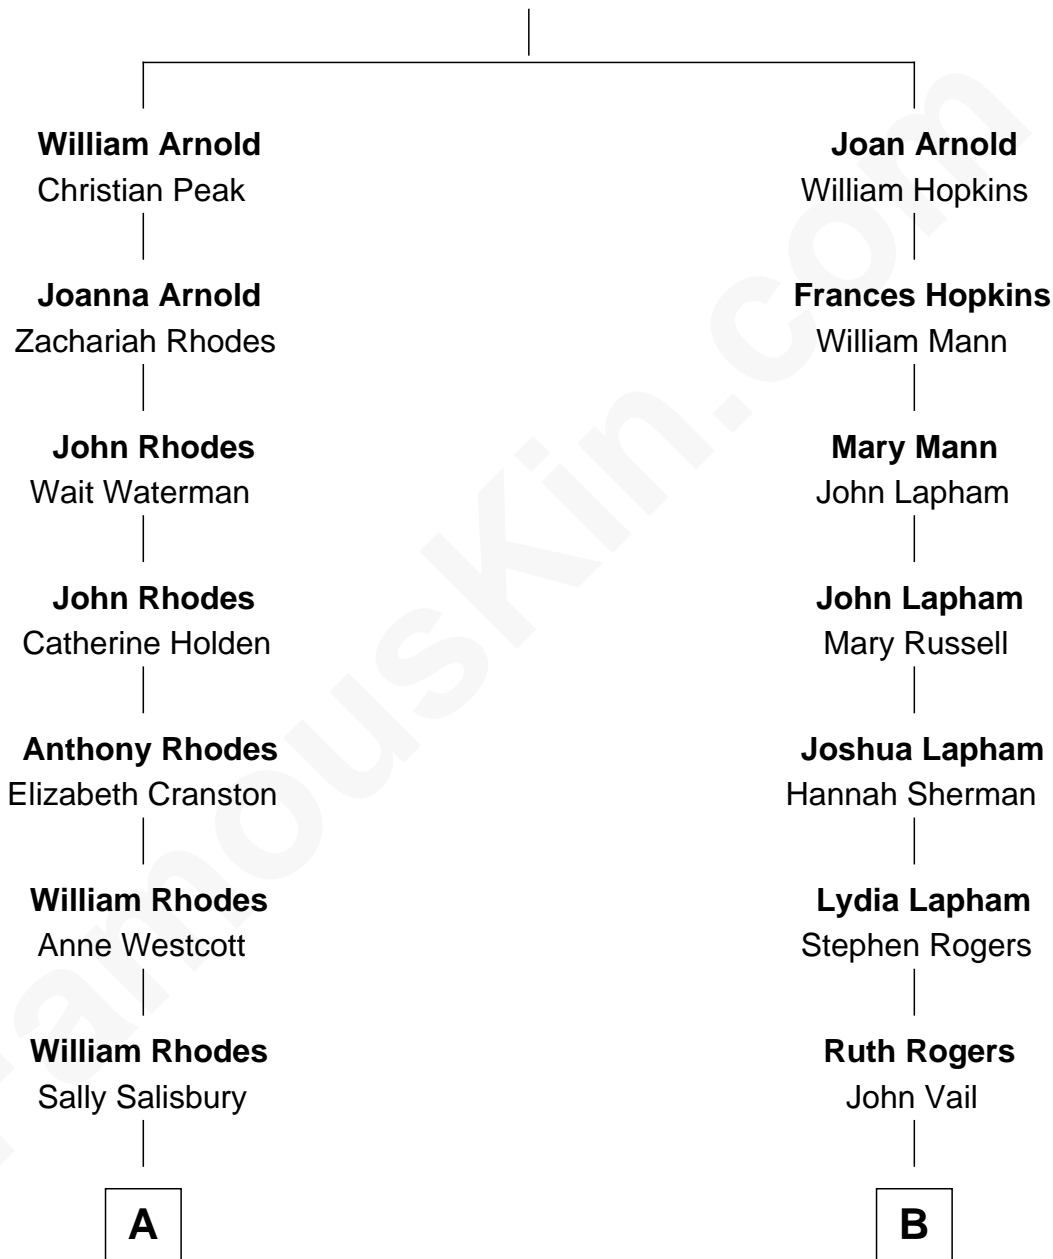 William Arnold
Christian Peak
Joanna Arnold
Zachariah Rhodes
John Rhodes
Wait Waterman
John Rhodes
Catherine Holden
Anthony Rhodes
Elizabeth Cranston
William Rhodes
Anne Westcott
William Rhodes
Sally Salisbury
A
Joan Arnold
William Hopkins
Frances Hopkins
William Mann
Mary Mann
John Lapham
John Lapham
Mary Russell
Joshua Lapham
Hannah Sherman
Lydia Lapham
Stephen Rogers
Ruth Rogers
John Vail
B
FamousKin.com